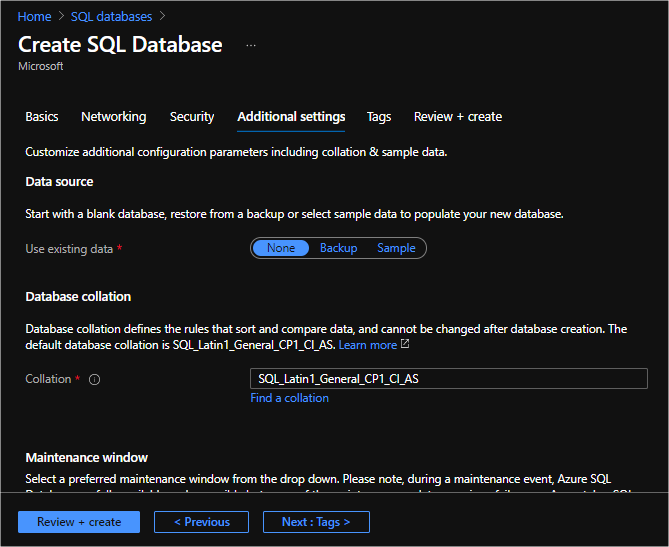 Home > SQL databases >
Create SQL Database ...
Microsoft
Basics Networking Security Additional settings Tags Review + create
Customize additional configuration parameters including collation & sample data.
Data source
Start with a blank database, restore from a backup or select sample data to populate your new database.
Use existing data * None Backup Sample
Database collation
Database collation defines the rules that sort and compare data, and cannot be changed after database creation. The
default database collation is SQL_Latin1_General_CP1_CI_AS. Learn more
Collation * SQL_Latin1_General_CP1_CI_AS
Find a collation
Maintenance window
Select a preferred maintenance window from the drop down. Please note, during a maintenance event, Azure SQL
Review + create < Previous Next : Tags >